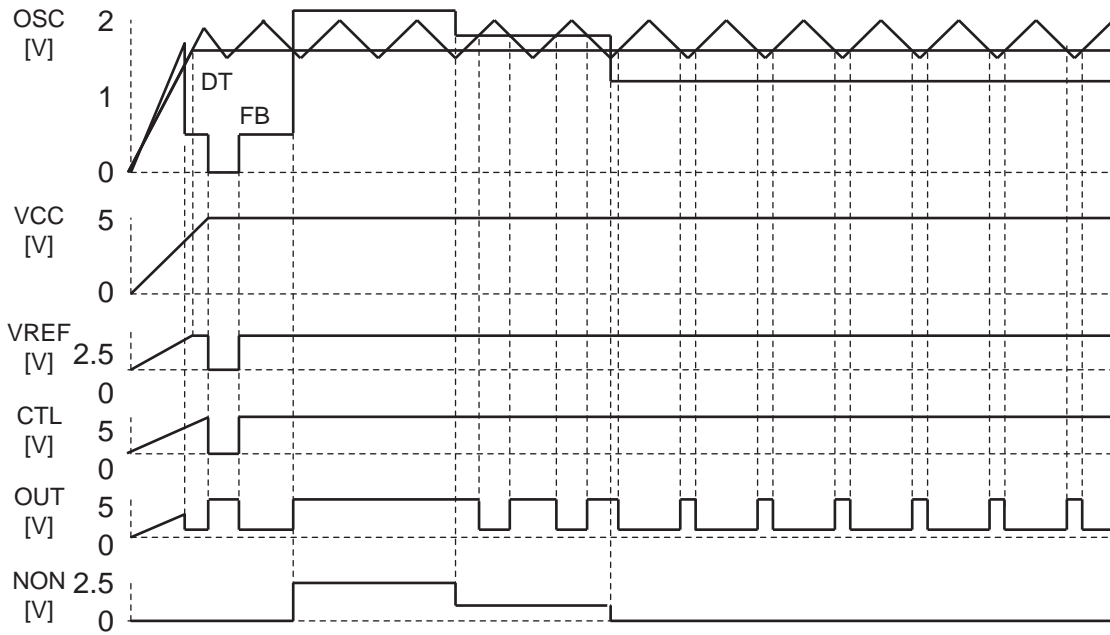 OSC 2
[V]
1
DT
FB
0
VCC 5
[V]
0
VREF
[V] 2.5
0
CTL 5
[V]
0
OUT 5
[V]
0
NON 2.5
[V] 0